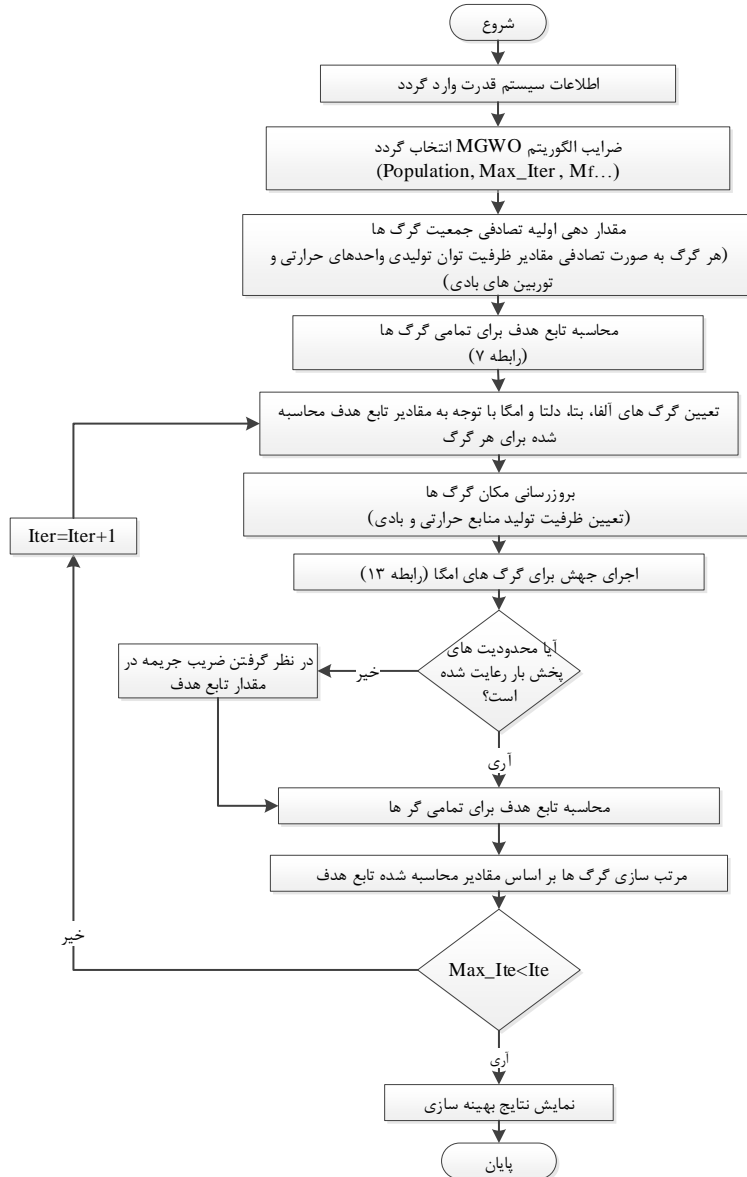 شروع
اطلاعات سیستم قدرت وارد گردد
ضرایب الگوریتم MGWO انتخاب گردد
(Population, Max_Iter , Mf…)
مقدار دهی اولیه تصادفی جمعیت گرگ ها
(هر گرگ به صورت تصادفی مقادیر ظرفیت توان تولیدی واحدهای حرارتی و
توربین های بادی)
محاسبه تابع هدف برای تمامی گرگ ها
(رابطه ۷)
تعیین گرگ های آلفا، بتا، دلتا و امگا با توجه به مقادیر تابع هدف محاسبه
شده برای هر گرگ
بروزرسانی مکان گرگ ها
(تعیین ظرفیت تولید منابع حرارتی و بادی)
Iter=Iter+1
اجرای جهش برای گرگ های امگا (رابطه ۱۳)
آیا محدودیت های
پخش بار رعایت شده
است؟
خیر
در نظر گرفتن ضریب جریمه در
مقدار تابع هدف
آری
محاسبه تابع هدف برای تمامی گر ها
مرتب سازی گرگ ها بر اساس مقادیر محاسبه شده تابع هدف
خیر
Max_Ite<Ite
آری
نمایش نتایج بهینه سازی
پایان